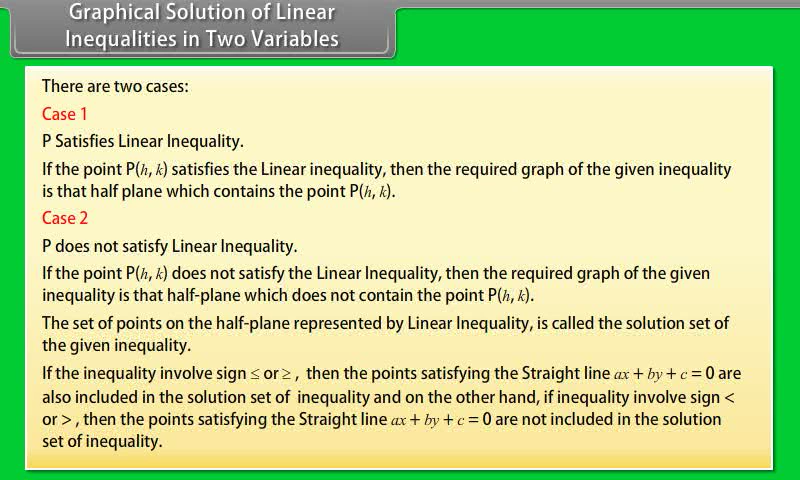 Graphical Solution of Linear
Inequalities in Two Variables
There are two cases:
Case 1
P Satisfies Linear Inequality.
If the point P(h, k) satisfies the Linear inequality, then the required graph of the given inequality
is that half plane which contains the point P(h, k).
Case 2
P does not satisfy Linear Inequality.
If the point P(h, k) does not satisfy the Linear Inequality, then the required graph of the given
inequality is that half-plane which does not contain the point P(h, k).
The set of points on the half-plane represented by Linear Inequality, is called the solution set of
the given inequality.
If the inequality involve sign ≤ or ≥ , then the points satisfying the Straight line ax + by + c = 0 are
also included in the solution set of inequality and on the other hand, if inequality involve sign <
or > , then the points satisfying the Straight line ax + by + c = 0 are not included in the solution
set of inequality.